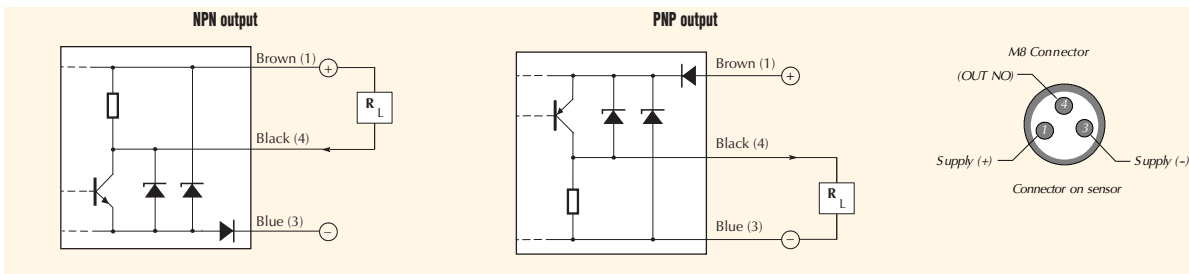 NPN output
Brown (1)
+
R L
Black (4)
Blue (3)
−
PNP output
Brown (1)
+
Black (4)
R L
Blue (3)
−
M8 Connector
(OUT NO)
4
1
3
Supply (+)
Supply (-)
Connector on sensor